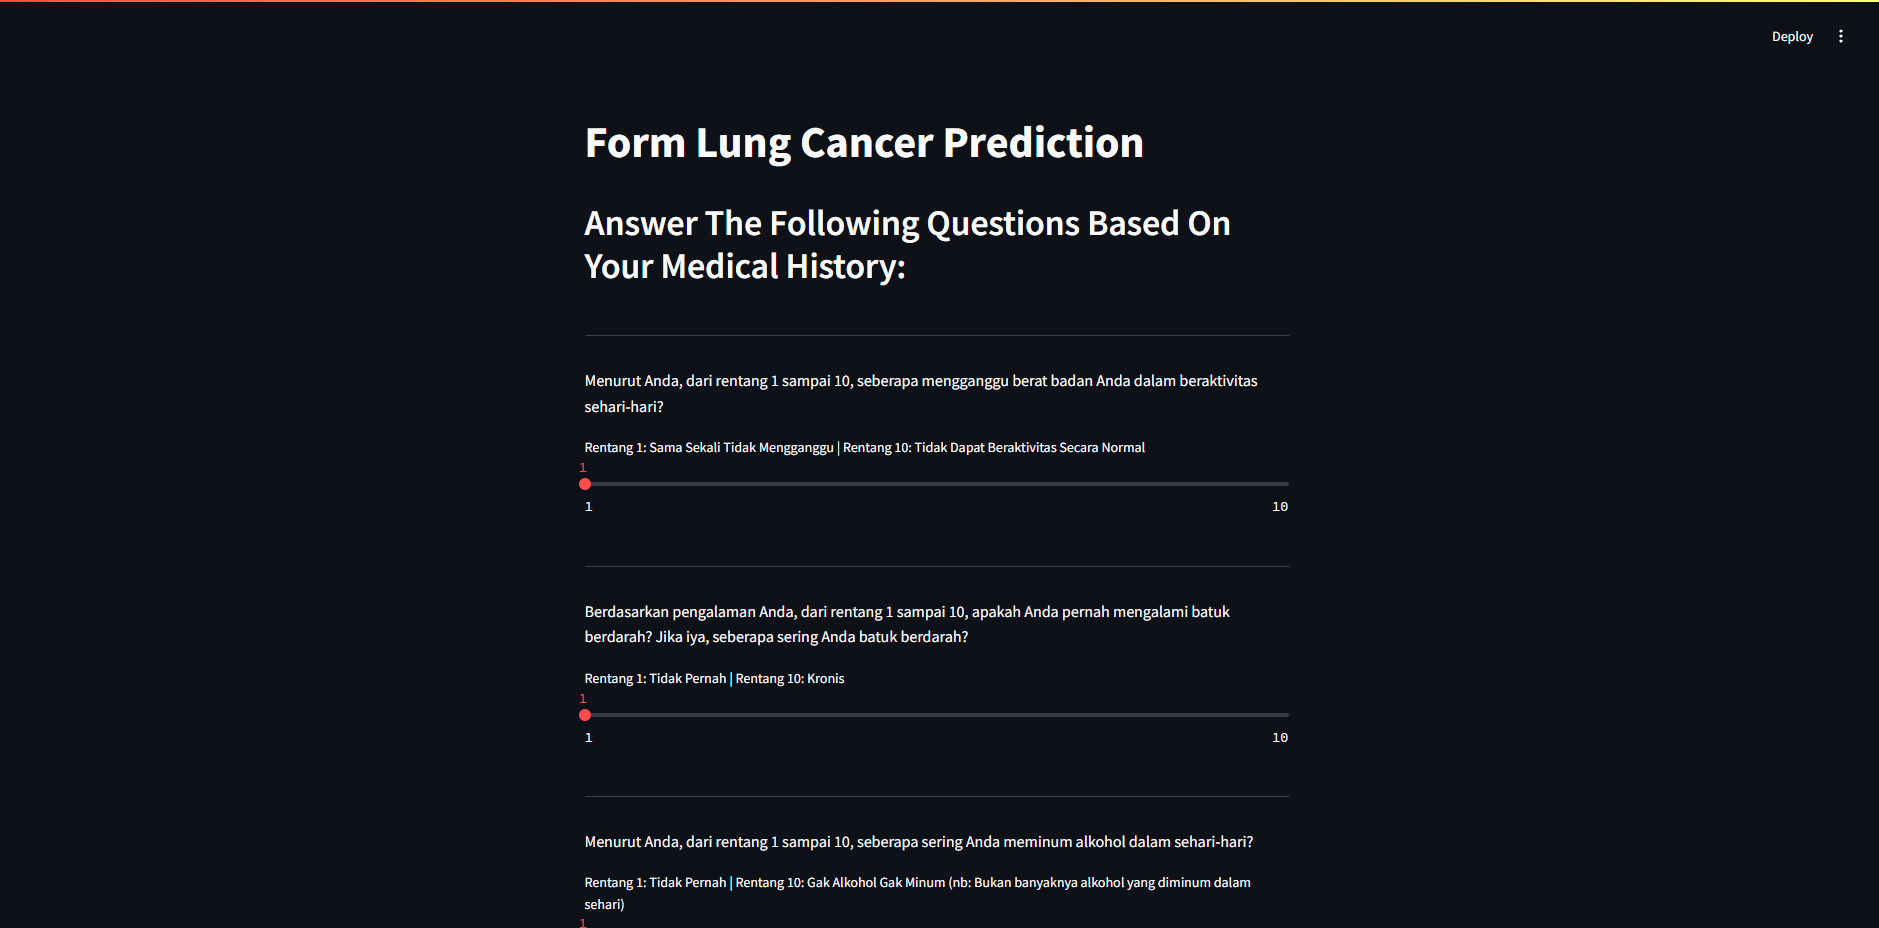 Deploy
Form Lung Cancer Prediction
Answer The Following Questions Based On
Your Medical History:
Menurut Anda, dari rentang 1 sampai 10, seberapa mengganggu berat badan Anda dalam beraktivitas
sehari-hari?
Rentang 1: Sama Sekali Tidak Mengganggu | Rentang 10: Tidak Dapat Beraktivitas Secara Normal
1
1 10
Berdasarkan pengalaman Anda, dari rentang 1 sampai 10, apakah Anda pernah mengalami batuk
berdarah? Jika iya, seberapa sering Anda batuk berdarah?
Rentang 1: Tidak Pernah | Rentang 10: Kronis
1
1 10
Menurut Anda, dari rentang 1 sampai 10, seberapa sering Anda meminum alkohol dalam sehari-hari?
Rentang 1: Tidak Pernah | Rentang 10: Gak Alkohol Gak Minum (nb: Bukan banyaknya alkohol yang diminum dalam
sehari)
1